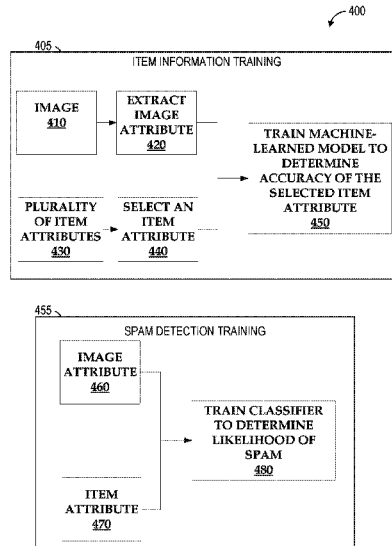 400
405
ITEM INFORMATION TRAINING
IMAGE
410
EXTRACT
IMAGE
ATTRIBUTE
420
TRAIN MACHINE-
LEARNED MODEL TO
DETERMINE
ACCURACY OF THE
SELECTED ITEM
ATTRIBUTE
450
PLURALITY
OF ITEM
ATTRIBUTES
430
SELECT AN
ITEM
ATTRIBUTE
440
455
SPAM DETECTION TRAINING
IMAGE
ATTRIBUTE
460
TRAIN CLASSIFIER
TO DETERMINE
LIKELIHOOD OF
SPAM
480
ITEM
ATTRIBUTE
470